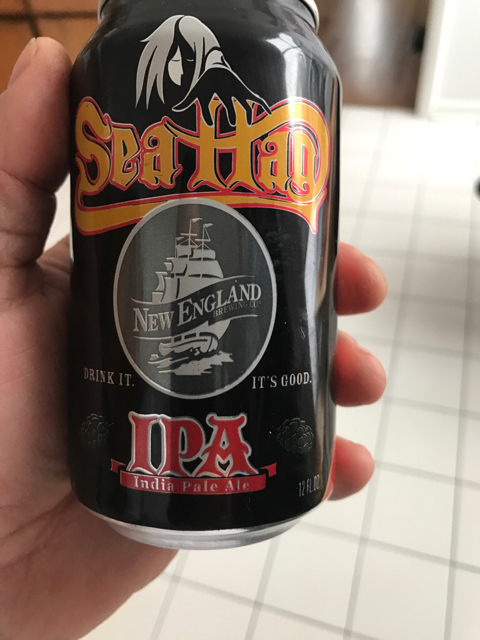 Sea Hag
NEW ENGLAND
BREWING CO.
DRINK IT. IT'S GOOD.
IPA
India Pale Ale
12 FL.OZ.